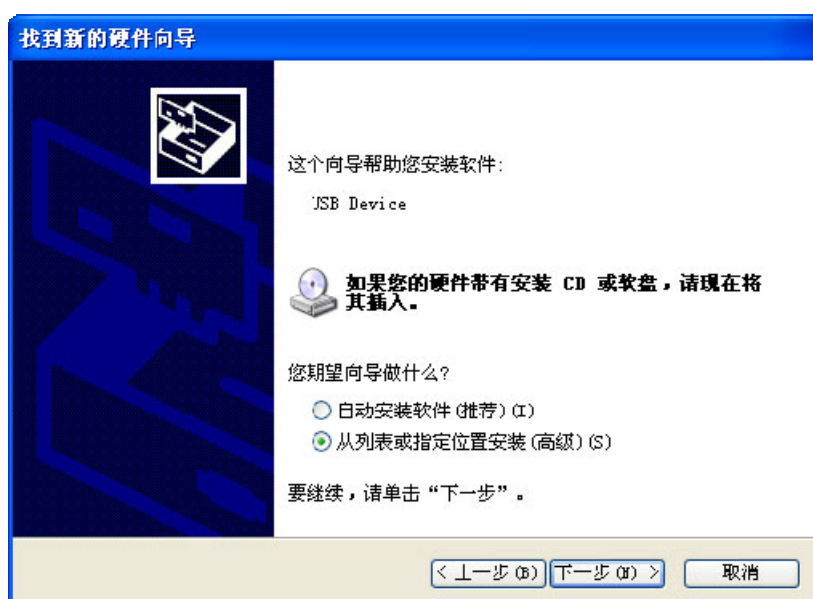 找到新的硬件向导
这个向导帮助您安装软件:
USB Device
如果您的硬件带有安装 CD 或软盘，请现在将
其插入。
您期望向导做什么?
自动安装软件(推荐)(I)
从列表或指定位置安装(高级)(S)
要继续，请单击“下一步”。
< 上一步(B) 下一步(N) > 取消